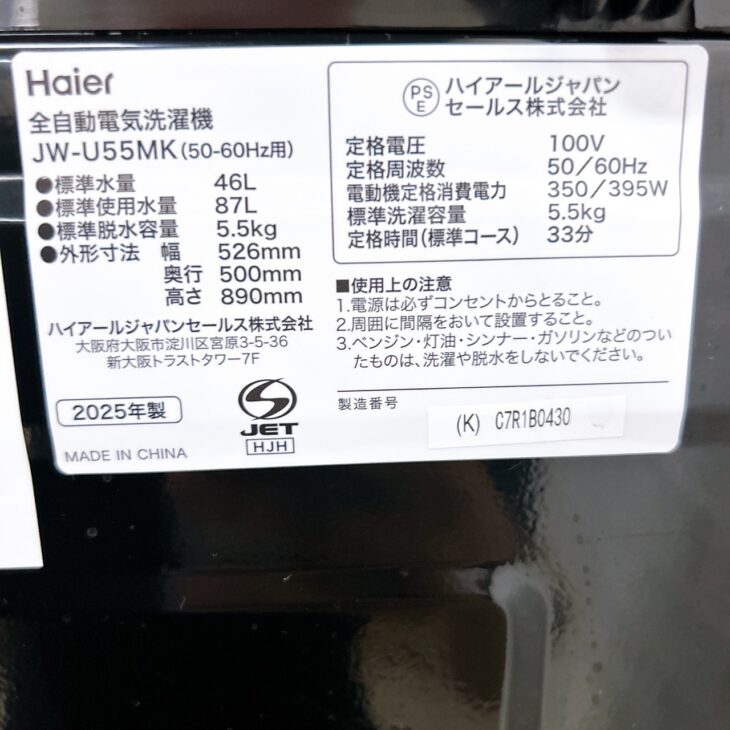 Haier
全自動電気洗濯機
JW-U55MK(50-60Hz用)
●標準水量 46L
●標準使用水量 87L
●標準脱水容量 5.5kg
●外形寸法 幅 526mm
奥行 500mm
高さ 890mm
ハイアールジャパンセールス株式会社
大阪府大阪市淀川区宮原3-5-36
新大阪トラストタワー7F
2025年製
MADE IN CHINA
JET
HJH
PS
E
ハイアールジャパン
セールス株式会社
定格電圧 100V
定格周波数 50/60Hz
電動機定格消費電力 350/395W
標準洗濯容量 5.5kg
定格時間(標準コース) 33分
■使用上の注意
1.電源は必ずコンセントからとること。
2.周囲に間隔をおいて設置すること。
3.ベンジン・灯油・シンナー・ガソリンなどのつい
たものは、洗濯や脱水をしないでください。
製造番号
(K) C7R1B0430